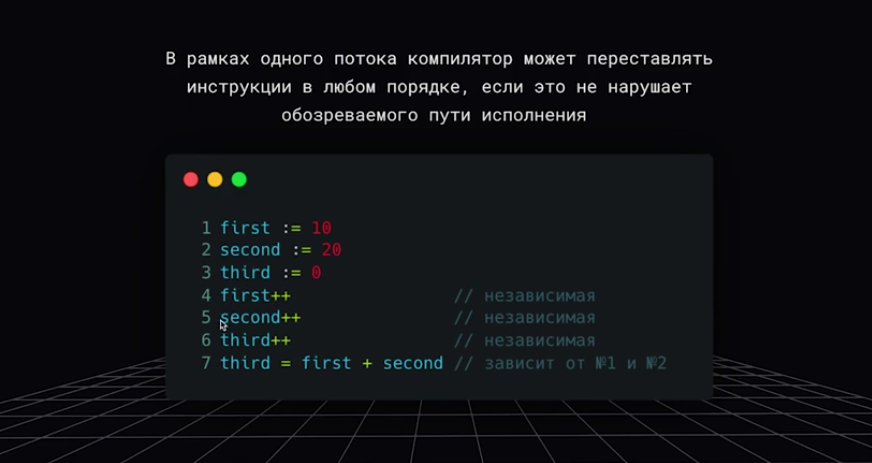 В рамках одного потока компилятор может переставлять
инструкции в любом порядке, если это не нарушает
обозреваемого пути исполнения
1 first := 10
2 second := 20
3 third := 0
4 first++ // независимая
5 second++ // независимая
6 third++ // независимая
7 third = first + second // зависит от №1 и №2